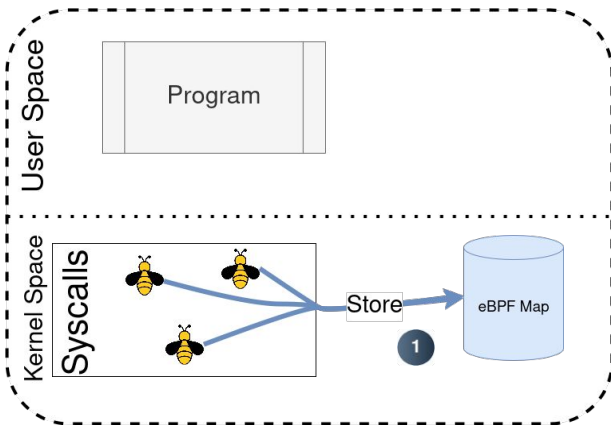 User Space
Program
Kernel Space
Syscalls
Store
eBPF Map
1